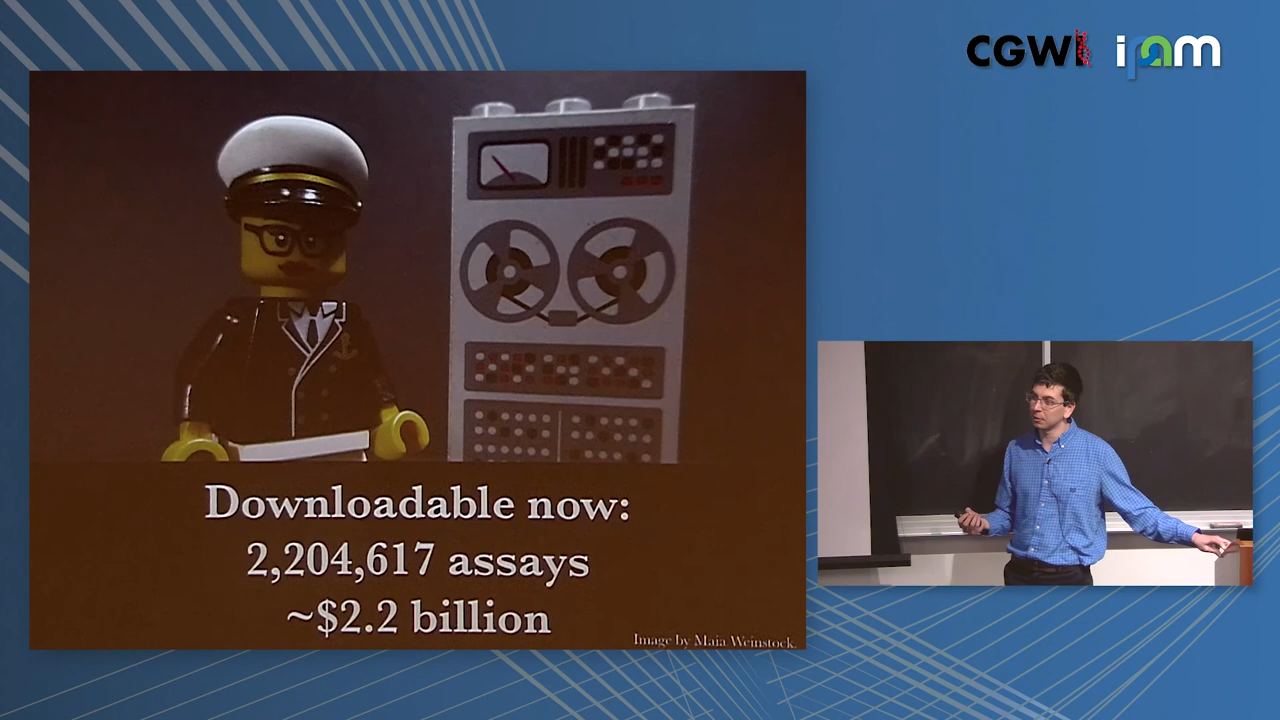 CGWI ipam
Downloadable now:
2,204,617 assays
~$2.2 billion
Image by Maia Weinstock.